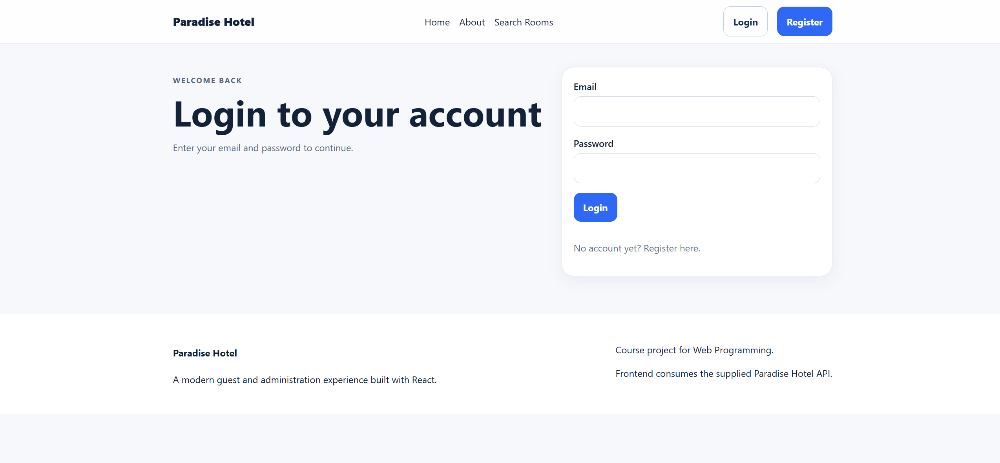 Paradise Hotel
Home About Search Rooms
Login Register
WELCOME BACK
Login to your account
Enter your email and password to continue.
Email
Password
Login
No account yet? Register here.
Paradise Hotel
A modern guest and administration experience built with React.
Course project for Web Programming.
Frontend consumes the supplied Paradise Hotel API.